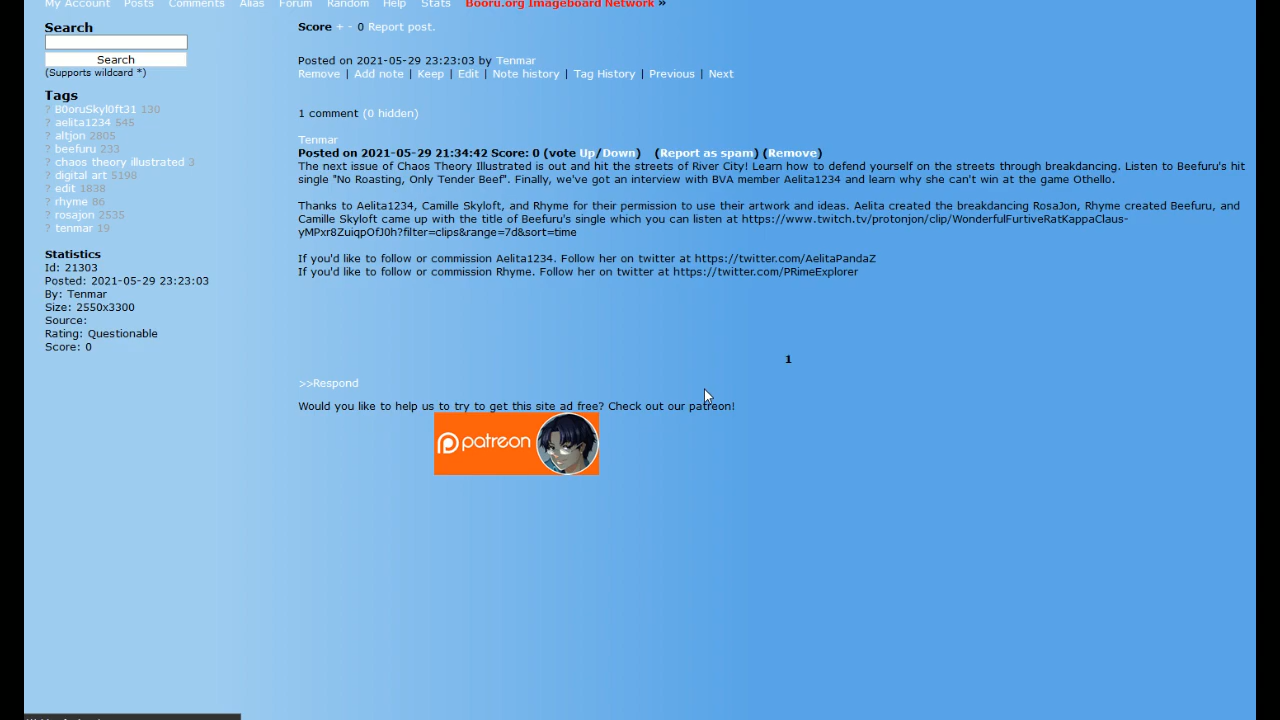 My Account Posts Comments Alias Forum Random Help Stats Booru.org Imageboard Network »
Search
Search
(Supports wildcard *)
Tags
? B0oruSkyl0ft31 130
? aelita1234 545
? altjon 2805
? beefuru 233
? chaos theory illustrated 3
? digital art 5198
? edit 1838
? rhyme 86
? rosajon 2535
? tenmar 19
Statistics
Id: 21303
Posted: 2021-05-29 23:23:03
By: Tenmar
Size: 2550x3300
Source:
Rating: Questionable
Score: 0
Score + - 0 Report post.
Posted on 2021-05-29 23:23:03 by Tenmar
Remove | Add note | Keep | Edit | Note history | Tag History | Previous | Next
1 comment (0 hidden)
Tenmar
Posted on 2021-05-29 21:34:42 Score: 0 (vote Up/Down) (Report as spam) (Remove)
The next issue of Chaos Theory Illustrated is out and hit the streets of River City! Learn how to defend yourself on the streets through breakdancing. Listen to Beefuru's hit
single "No Roasting, Only Tender Beef". Finally, we've got an interview with BVA member Aelita1234 and learn why she can't win at the game Othello.
Thanks to Aelita1234, Camille Skyloft, and Rhyme for their permission to use their artwork and ideas. Aelita created the breakdancing RosaJon, Rhyme created Beefuru, and
Camille Skyloft came up with the title of Beefuru's single which you can listen at https://www.twitch.tv/protonjon/clip/WonderfulFurtiveRatKappaClaus-
yMPxr8ZuiqpOfJ0h?filter=clips&range=7d&sort=time
If you'd like to follow or commission Aelita1234. Follow her on twitter at https://twitter.com/AelitaPandaZ
If you'd like to follow or commission Rhyme. Follow her on twitter at https://twitter.com/PRimeExplorer
1
>>Respond
Would you like to help us to try to get this site ad free? Check out our patreon!
patreon